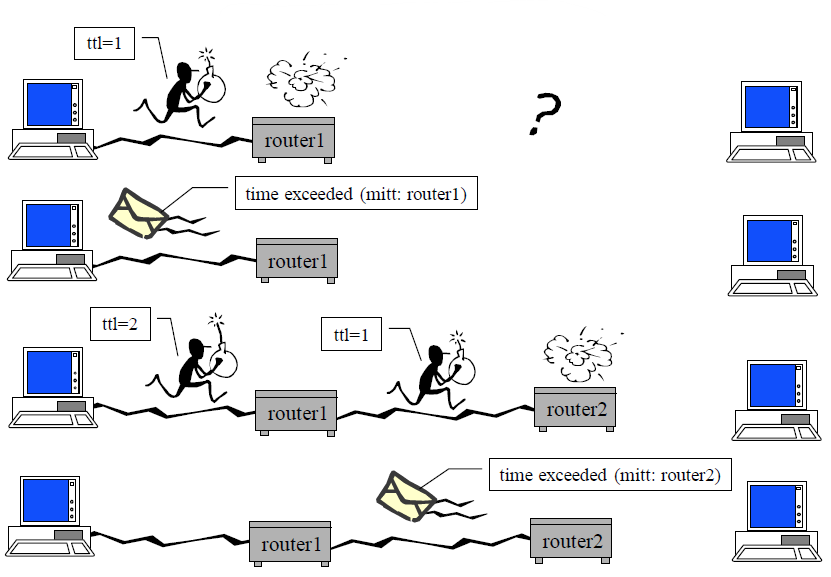 ttl=1
router1
?
time exceeded (mitt: router1)
router1
ttl=2
ttl=1
router1
router2
time exceeded (mitt: router2)
router1
router2